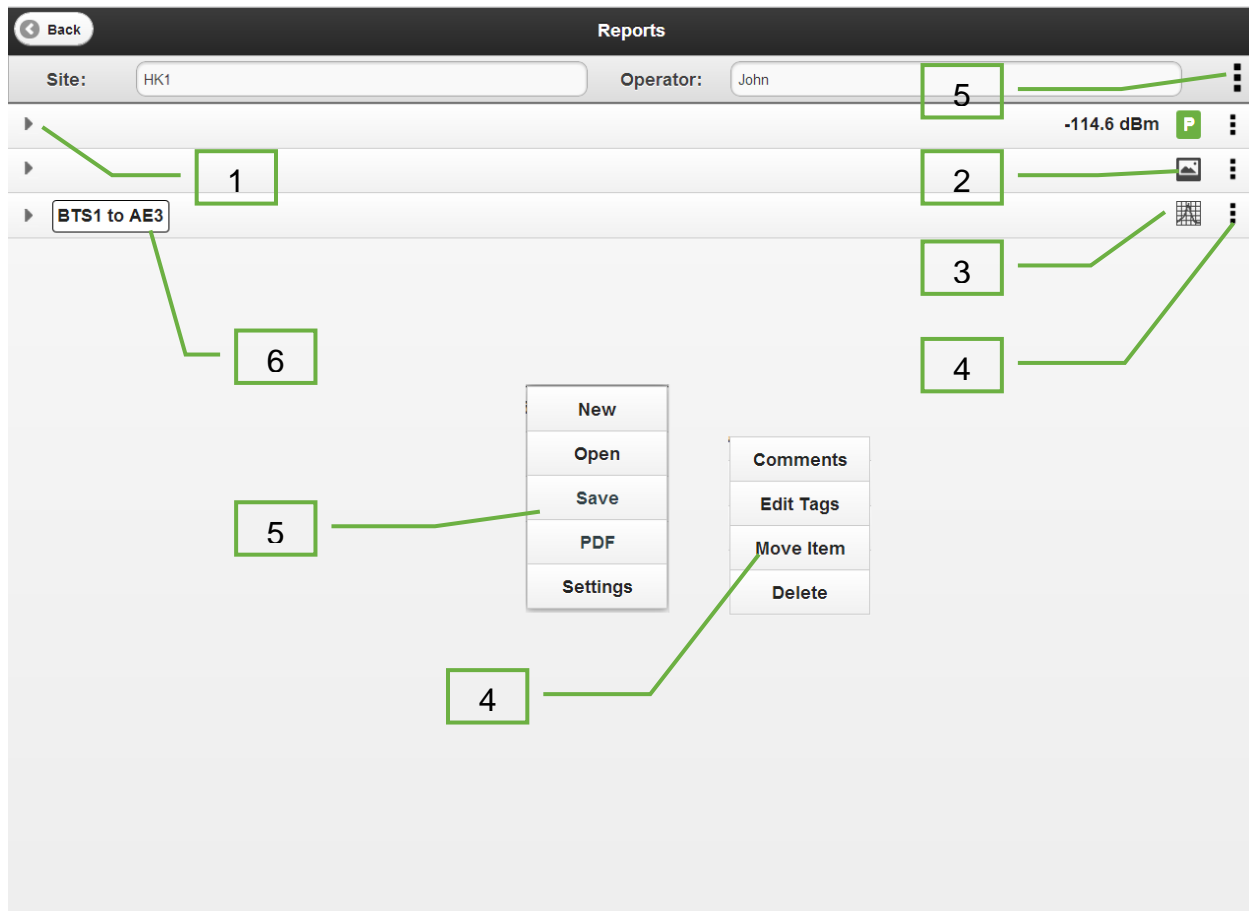 Back Reports
Site: HK1 Operator: John
5
-114.6 dBm P
1
2
BTS1 to AE3
3
6
4
New
Open
Save
PDF
Settings
Comments
Edit Tags
Move Item
Delete
5
4